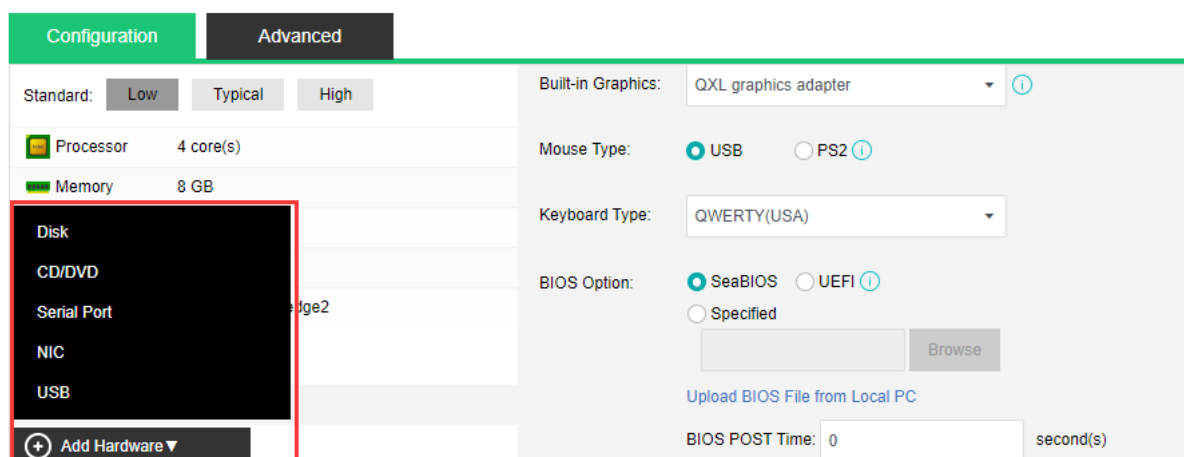 Configuration
Advanced
Standard:
Low
Typical
High
Processor
4 core(s)
Memory
8 GB
Disk
CD/DVD
Serial Port
NIC
USB
Add Hardware▼
Built-in Graphics:
QXL graphics adapter
Mouse Type:
USB
PS2
Keyboard Type:
QWERTY(USA)
BIOS Option:
SeaBIOS
UEFI
Specified
Browse
Upload BIOS File from Local PC
BIOS POST Time:
0
second(s)